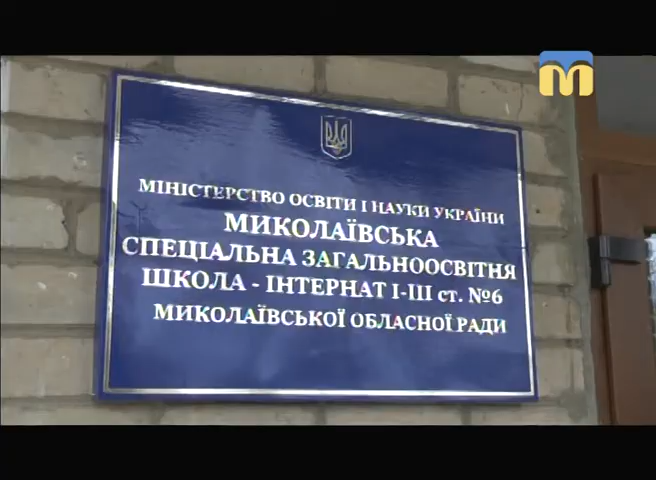 МІНІСТЕРСТВО ОСВІТИ І НАУКИ УКРАЇНИ
МИКОЛАЇВСЬКА
СПЕЦІАЛЬНА ЗАГАЛЬНООСВІТНЯ
ШКОЛА - ІНТЕРНАТ І-ІІІ ст. №6
МИКОЛАЇВСЬКОЇ ОБЛАСНОЇ РАДИ